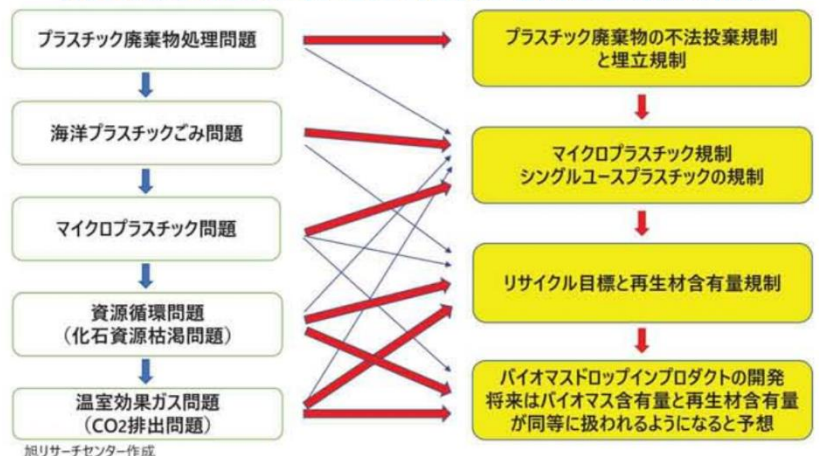 プラスチック廃棄物処理問題
海洋プラスチックごみ問題
マイクロプラスチック問題
資源循環問題
（化石資源枯渇問題）
温室効果ガス問題
（CO2排出問題）
旭リサーチセンター作成
プラスチック廃棄物の不法投棄規制
と埋立規制
マイクロプラスチック規制
シングルユースプラスチックの規制
リサイクル目標と再生材含有量規制
バイオマスドロップインプロダクトの開発
将来はバイオマス含有量と再生材含有量
が同等に扱われるようになると予想